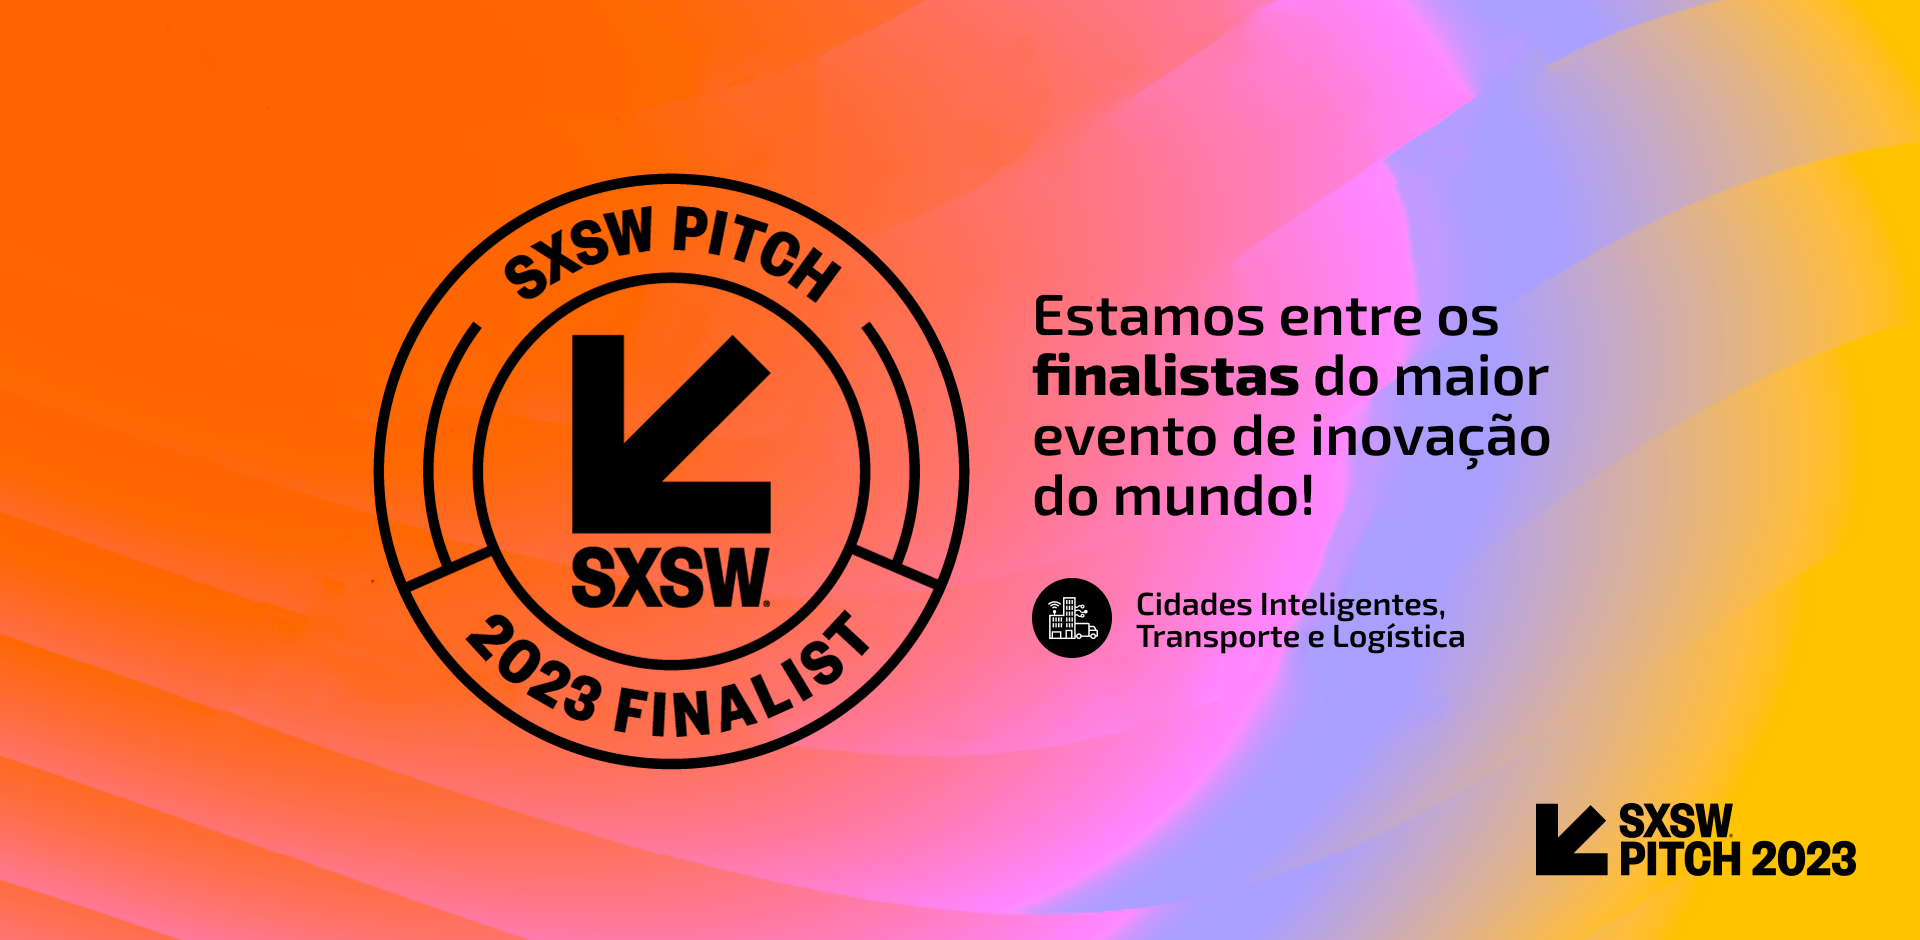 SXSW PITCH
SXSW®
2023 FINALIST
Estamos entre os
finalistas do maior
evento de inovação
do mundo!
Cidades Inteligentes,
Transporte e Logística
SXSW®
PITCH 2023